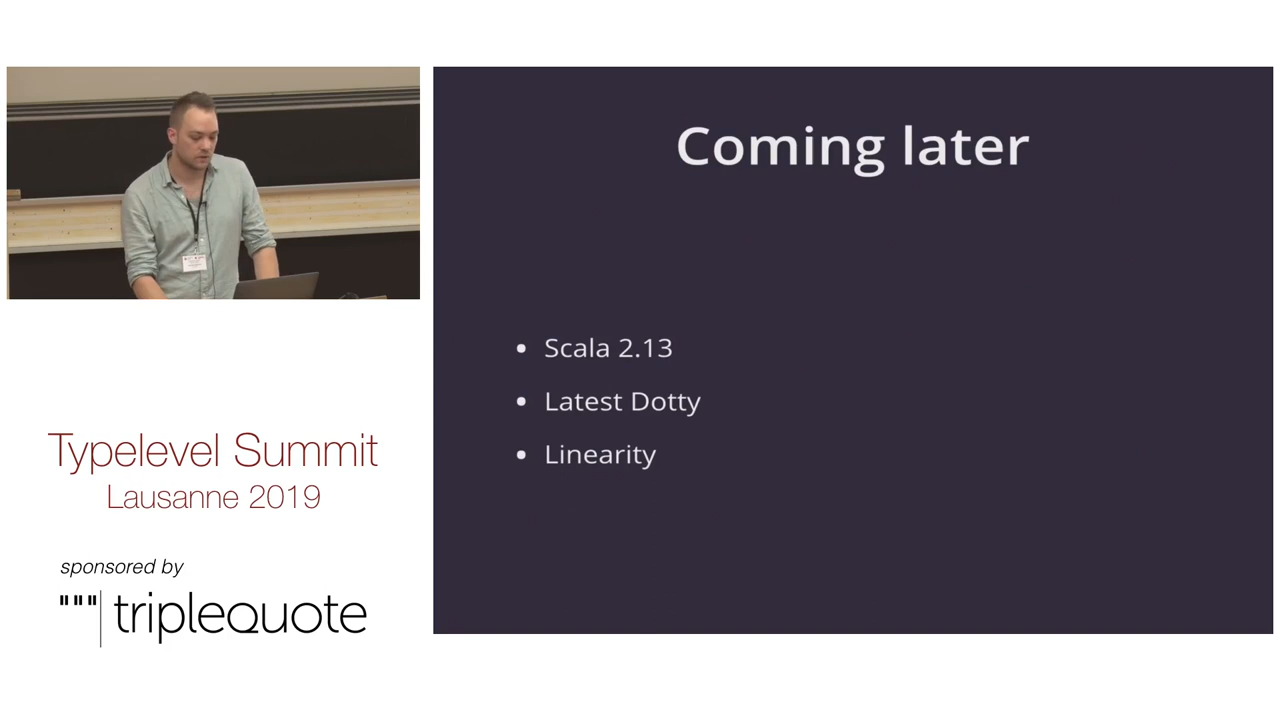 Coming later
• Scala 2.13
• Latest Dotty
• Linearity
Typelevel Summit
Lausanne 2019
sponsored by
"""|triplequote